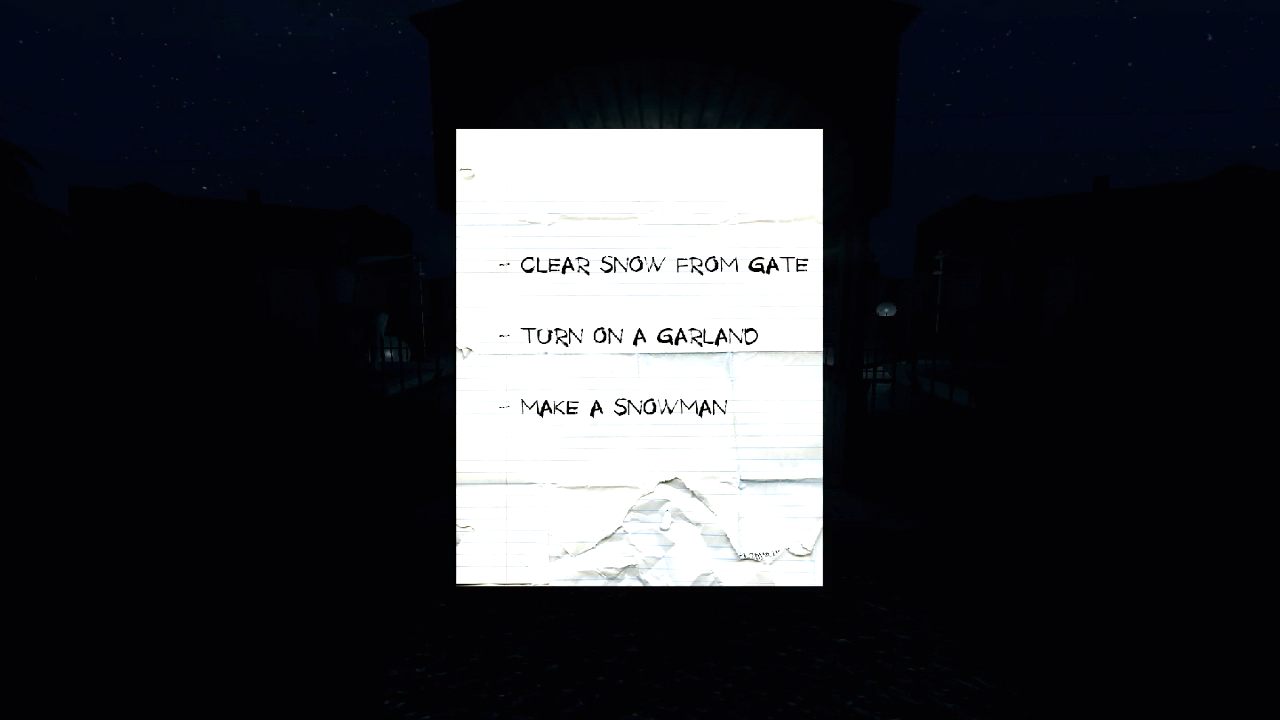 - CLEAR SNOW FROM GATE
- TURN ON A GARLAND
- MAKE A SNOWMAN